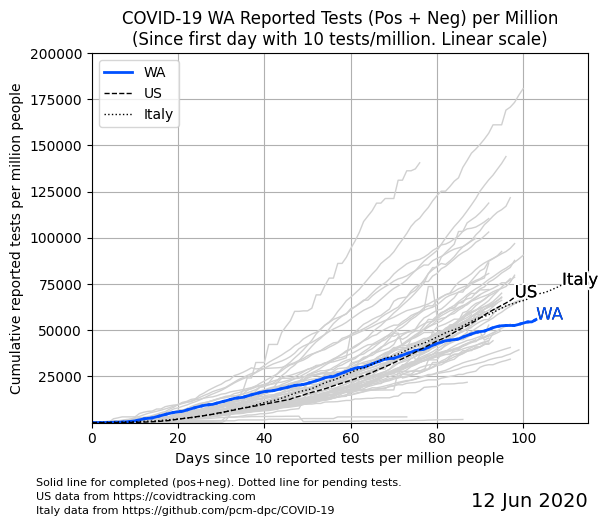 COVID-19 WA Reported Tests (Pos + Neg) per Million
(Since first day with 10 tests/million. Linear scale)
Cumulative reported tests per million people
200000
175000
150000
125000
100000
75000
50000
25000
WA
US
Italy
US
Italy
WA
0
20
40
60
80
100
Days since 10 reported tests per million people
Solid line for completed (pos+neg). Dotted line for pending tests.
US data from https://covidtracking.com
Italy data from https://github.com/pcm-dpc/COVID-19
12 Jun 2020